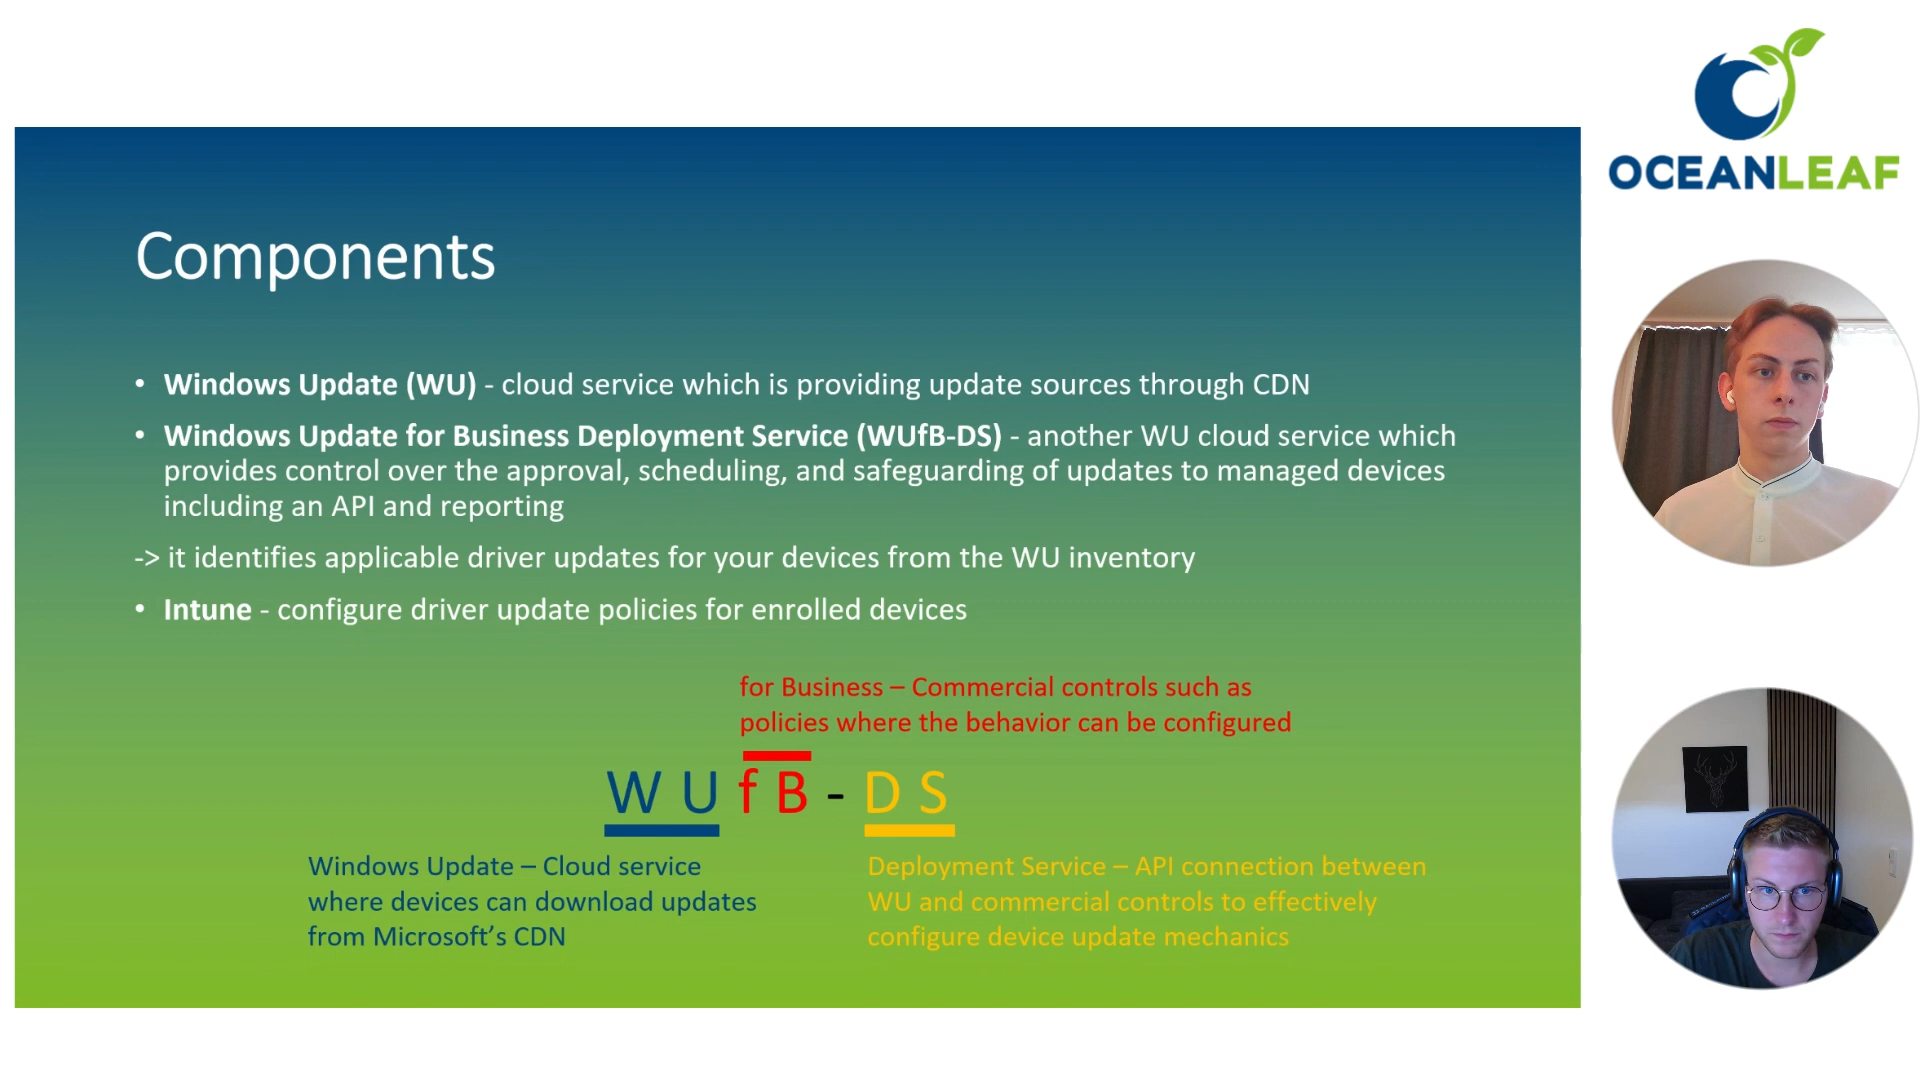 OCEANLEAF
Components
• Windows Update (WU) - cloud service which is providing update sources through CDN
• Windows Update for Business Deployment Service (WUfB-DS) - another WU cloud service which
provides control over the approval, scheduling, and safeguarding of updates to managed devices
including an API and reporting
-> it identifies applicable driver updates for your devices from the WU inventory
• Intune - configure driver update policies for enrolled devices
for Business – Commercial controls such as
policies where the behavior can be configured
W U f B - D S
Windows Update – Cloud service
where devices can download updates
from Microsoft’s CDN
Deployment Service – API connection between
WU and commercial controls to effectively
configure device update mechanics